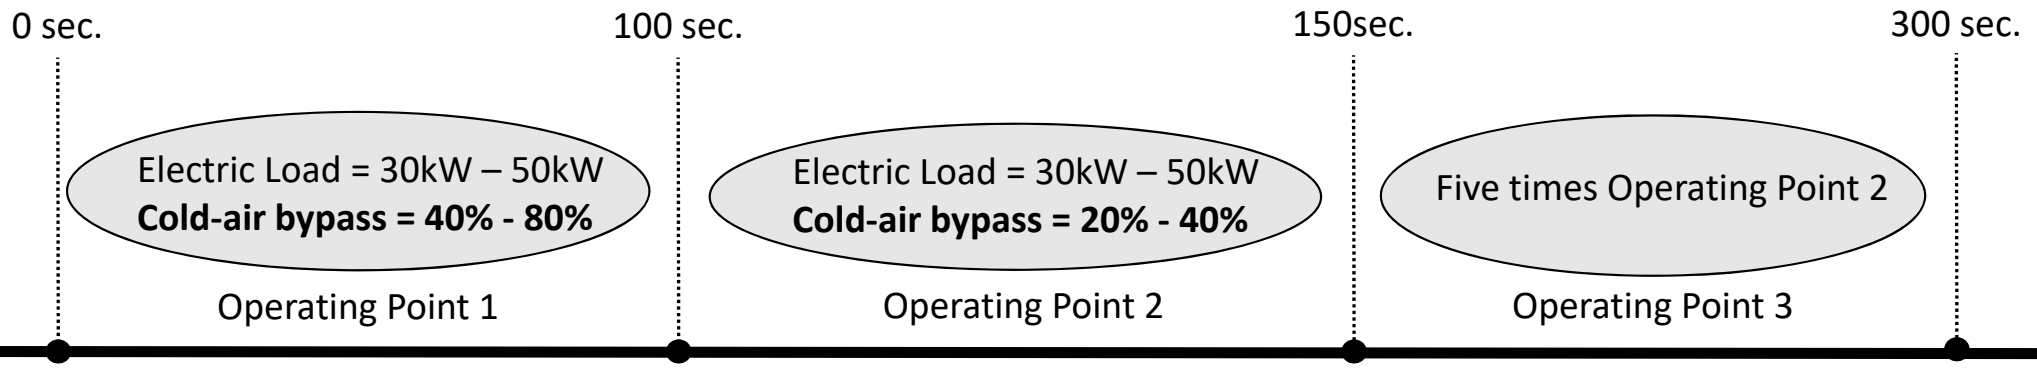 0 sec.
100 sec.
150sec.
300 sec.
Electric Load = 30kW – 50kW
Cold-air bypass = 40% - 80%
Electric Load = 30kW – 50kW
Cold-air bypass = 20% - 40%
Five times Operating Point 2
Operating Point 1
Operating Point 2
Operating Point 3